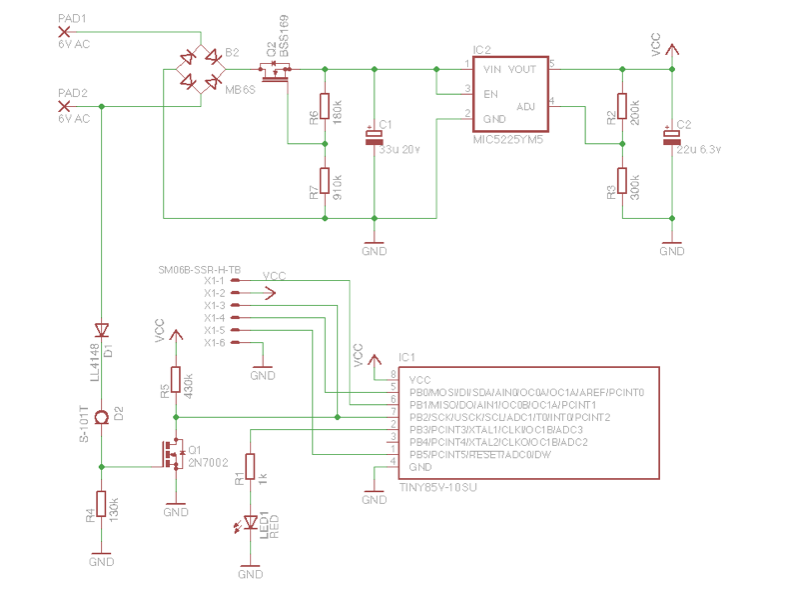 PAD1
6V AC
PAD2
6V AC
B2
MB6S
Q2
BSS169
R6
180k
R7
910k
C1
33u 20v
GND
IC2
1
VIN
VOUT
5
3
EN
ADJ
4
2
GND
MIC5225YM5
VCC
R2
200k
R3
300k
C2
22u 6.3v
GND
SM06B-SSR-H-TB
X1-1
VCC
X1-2
X1-3
X1-4
X1-5
X1-6
GND
D1
LL4148
S-101T
D2
R4
130k
GND
VCC
R5
430k
Q1
2N7002
GND
R1
1k
LED1
RED
GND
VCC
IC1
8 VCC
5 PB0/MOSI/DI/SDA/AIN0/OC0A/OC1A/AREF/PCINT0
6 PB1/MISO/DO/AIN1/OC0B/OC1A/PCINT1
7 PB2/SCK/USCK/SCL/ADC1/T0/INT0/PCINT2
2 PB3/PCINT3/XTAL1/CLKI/OC1B/ADC3
3 PB4/PCINT4/XTAL2/CLKO/OC1B/ADC2
1 PB5/PCINT5/RESET/ADC0/DW
4 GND
TINY85V-10SU
GND